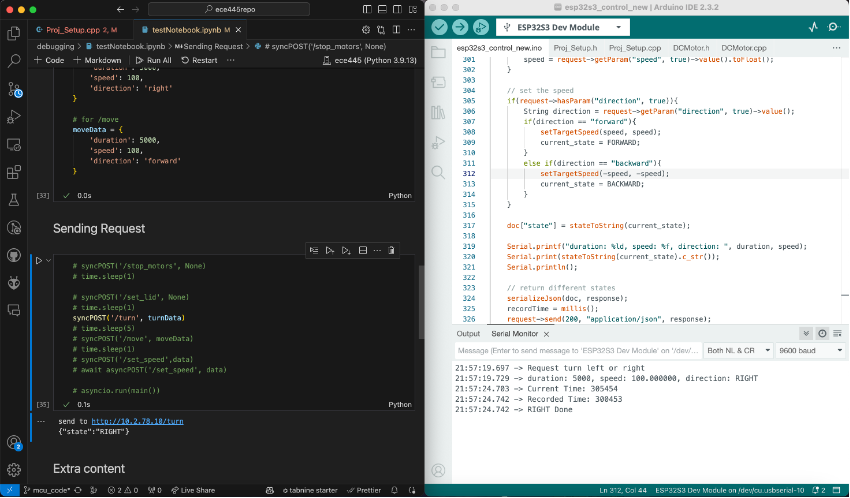 ece445repo
Proj_Setup.cpp 2, M
testNotebook.ipynb M
debugging > testNotebook.ipynb > M↓Sending Request > # syncPOST('/stop_motors', None)
+ Code + Markdown Run All Restart ··· ece445 (Python 3.9.13)
'speed': 100,
'direction': 'right'
}
# for /move
moveData = {
'duration': 5000,
'speed': 100,
'direction': 'forward'
}
[33] 0.0s Python
Sending Request
# syncPOST('/stop_motors', None)
# time.sleep(1)
# syncPOST('/set_lid', None)
# time.sleep(1)
syncPOST('/turn', turnData)
# time.sleep(5)
# syncPOST('/move', moveData)
# time.sleep(1)
# syncPOST('/set_speed',data)
# await asyncPOST('/set_speed', data)
# asyncio.run(main())
[35] 0.1s Python
send to http://10.2.78.10/turn
{"state":"RIGHT"}
Extra content
2
mcu_code* 2 0 0 Live Share tabnine starter Prettier
esp32s3_control_new | Arduino IDE 2.3.2
ESP32S3 Dev Module
esp32s3_control_new.ino Proj_Setup.h Proj_Setup.cpp DCMotor.h DCMotor.cpp ···
301 speed = request->getParam("speed", true)->value().toFloat();
302 }
303
304 // set the speed
305 if(request->hasParam("direction", true)){
306 String direction = request->getParam("direction", true)->value();
307 if(direction == "forward"){
308 setTargetSpeed(speed, speed);
309 current_state = FORWARD;
310 }
311 else if(direction == "backward"){
312 setTargetSpeed(-speed, -speed);
313 current_state = BACKWARD;
314 }
315 }
316
317 doc["state"] = stateToString(current_state);
318
319 Serial.printf("duration: %ld, speed: %f, direction: ", duration, speed);
320 Serial.print(stateToString(current_state).c_str());
321 Serial.println();
322
323 // return different states
324 serializeJson(doc, response);
325 recordTime = millis();
326 request->send(200, "application/json", response);
Output Serial Monitor
Message (Enter to send message to 'ESP32S3 Dev Module' on '/dev/... Both NL & CR 9600 baud
21:57:19.697 -> Request turn left or right
21:57:19.729 -> duration: 5000, speed: 100.000000, direction: RIGHT
21:57:24.703 -> Current Time: 305454
21:57:24.742 -> Recorded Time: 300453
21:57:24.742 -> RIGHT Done
Ln 312, Col 44 ESP32S3 Dev Module on /dev/cu.usbserial-10 2